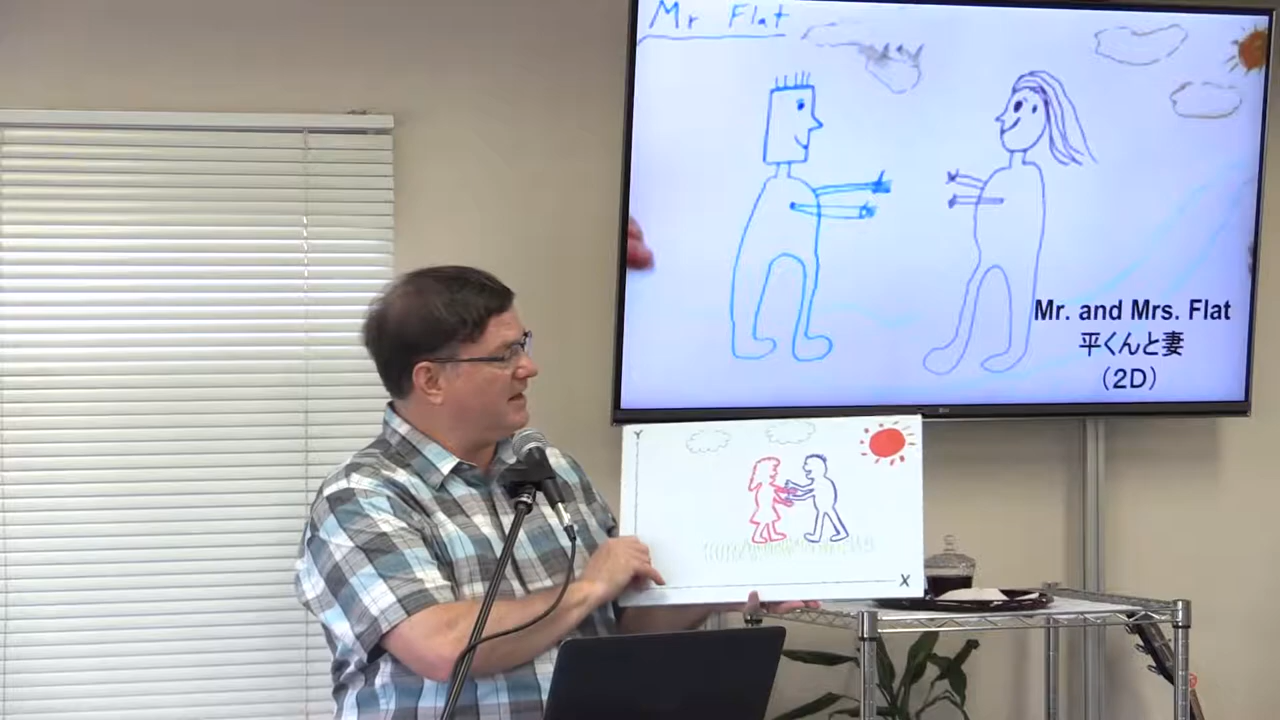 Mr Flat
Mr. and Mrs. Flat
平くんと妻
(2D)
Y
X